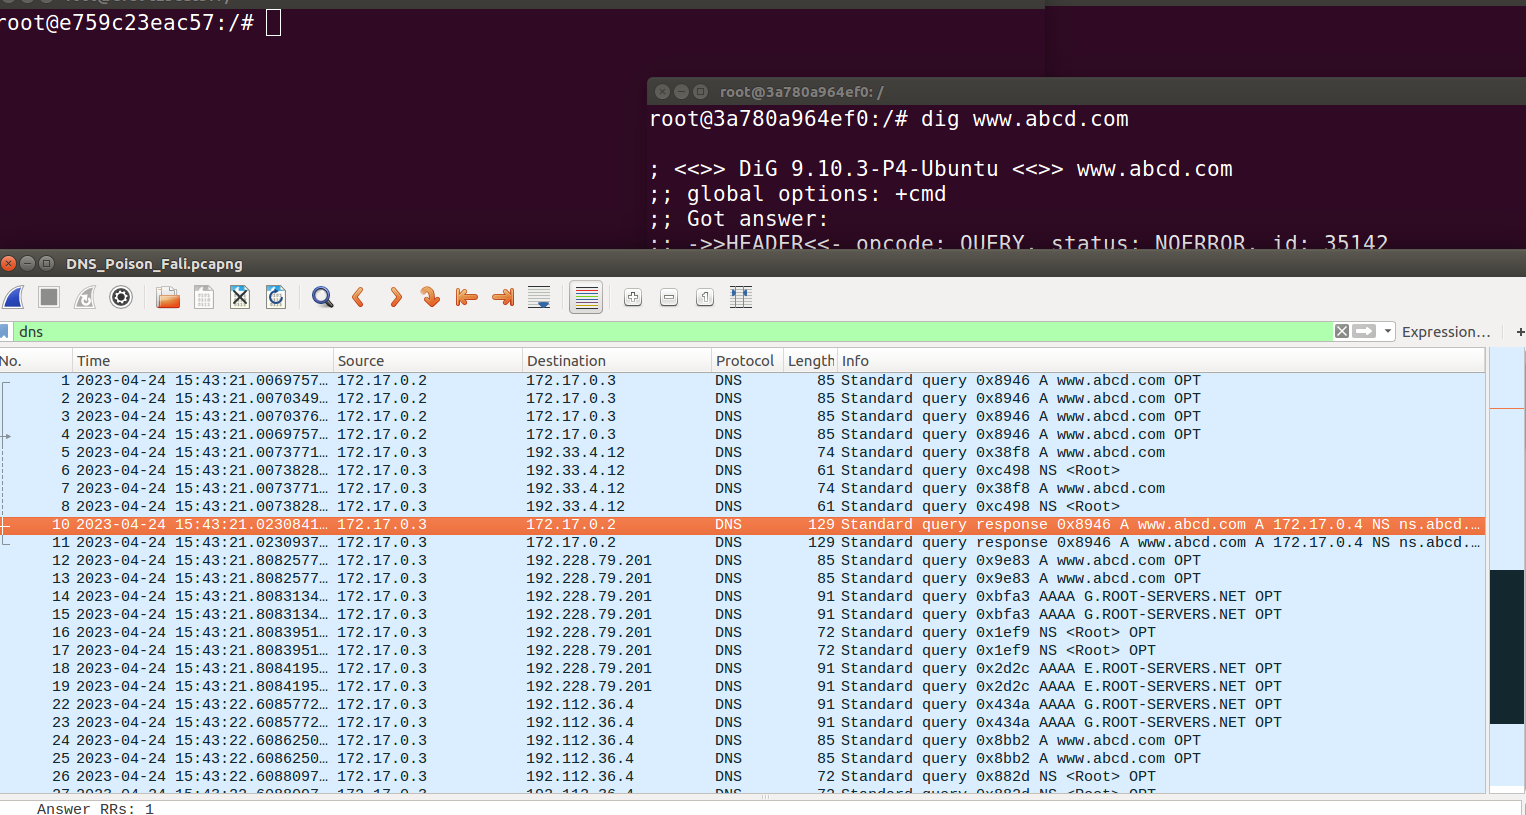 root@e759c23eac57:/#
root@3a780a964ef0: /
root@3a780a964ef0:/# dig www.abcd.com
; <<>> DiG 9.10.3-P4-Ubuntu <<>> www.abcd.com
;; global options: +cmd
;; Got answer:
;; ->>HEADER<<- opcode: QUERY, status: NOERROR, id: 35142
DNS_Poison_Fali.pcapng
dns
Expression…
No. Time Source Destination Protocol Length Info
1 2023-04-24 15:43:21.0069757… 172.17.0.2 172.17.0.3 DNS 85 Standard query 0x8946 A www.abcd.com OPT
2 2023-04-24 15:43:21.0070349… 172.17.0.2 172.17.0.3 DNS 85 Standard query 0x8946 A www.abcd.com OPT
3 2023-04-24 15:43:21.0070376… 172.17.0.2 172.17.0.3 DNS 85 Standard query 0x8946 A www.abcd.com OPT
4 2023-04-24 15:43:21.0069757… 172.17.0.2 172.17.0.3 DNS 85 Standard query 0x8946 A www.abcd.com OPT
5 2023-04-24 15:43:21.0073771… 172.17.0.3 192.33.4.12 DNS 74 Standard query 0x38f8 A www.abcd.com
6 2023-04-24 15:43:21.0073828… 172.17.0.3 192.33.4.12 DNS 61 Standard query 0xc498 NS <Root>
7 2023-04-24 15:43:21.0073771… 172.17.0.3 192.33.4.12 DNS 74 Standard query 0x38f8 A www.abcd.com
8 2023-04-24 15:43:21.0073828… 172.17.0.3 192.33.4.12 DNS 61 Standard query 0xc498 NS <Root>
10 2023-04-24 15:43:21.0230841… 172.17.0.3 172.17.0.2 DNS 129 Standard query response 0x8946 A www.abcd.com A 172.17.0.4 NS ns.abcd.…
11 2023-04-24 15:43:21.0230937… 172.17.0.3 172.17.0.2 DNS 129 Standard query response 0x8946 A www.abcd.com A 172.17.0.4 NS ns.abcd.…
12 2023-04-24 15:43:21.8082577… 172.17.0.3 192.228.79.201 DNS 85 Standard query 0x9e83 A www.abcd.com OPT
13 2023-04-24 15:43:21.8082577… 172.17.0.3 192.228.79.201 DNS 85 Standard query 0x9e83 A www.abcd.com OPT
14 2023-04-24 15:43:21.8083134… 172.17.0.3 192.228.79.201 DNS 91 Standard query 0xbfa3 AAAA G.ROOT-SERVERS.NET OPT
15 2023-04-24 15:43:21.8083134… 172.17.0.3 192.228.79.201 DNS 91 Standard query 0xbfa3 AAAA G.ROOT-SERVERS.NET OPT
16 2023-04-24 15:43:21.8083951… 172.17.0.3 192.228.79.201 DNS 72 Standard query 0x1ef9 NS <Root> OPT
17 2023-04-24 15:43:21.8083951… 172.17.0.3 192.228.79.201 DNS 72 Standard query 0x1ef9 NS <Root> OPT
18 2023-04-24 15:43:21.8084195… 172.17.0.3 192.228.79.201 DNS 91 Standard query 0x2d2c AAAA E.ROOT-SERVERS.NET OPT
19 2023-04-24 15:43:21.8084195… 172.17.0.3 192.228.79.201 DNS 91 Standard query 0x2d2c AAAA E.ROOT-SERVERS.NET OPT
22 2023-04-24 15:43:22.6085772… 172.17.0.3 192.112.36.4 DNS 91 Standard query 0x434a AAAA G.ROOT-SERVERS.NET OPT
23 2023-04-24 15:43:22.6085772… 172.17.0.3 192.112.36.4 DNS 91 Standard query 0x434a AAAA G.ROOT-SERVERS.NET OPT
24 2023-04-24 15:43:22.6086250… 172.17.0.3 192.112.36.4 DNS 85 Standard query 0x8bb2 A www.abcd.com OPT
25 2023-04-24 15:43:22.6086250… 172.17.0.3 192.112.36.4 DNS 85 Standard query 0x8bb2 A www.abcd.com OPT
26 2023-04-24 15:43:22.6088097… 172.17.0.3 192.112.36.4 DNS 72 Standard query 0x882d NS <Root> OPT
27 2023-04-24 15:43:22.6088097… 172.17.0.3 192.112.36.4 DNS 72 Standard query 0x882d NS <Root> OPT
Answer RRs: 1